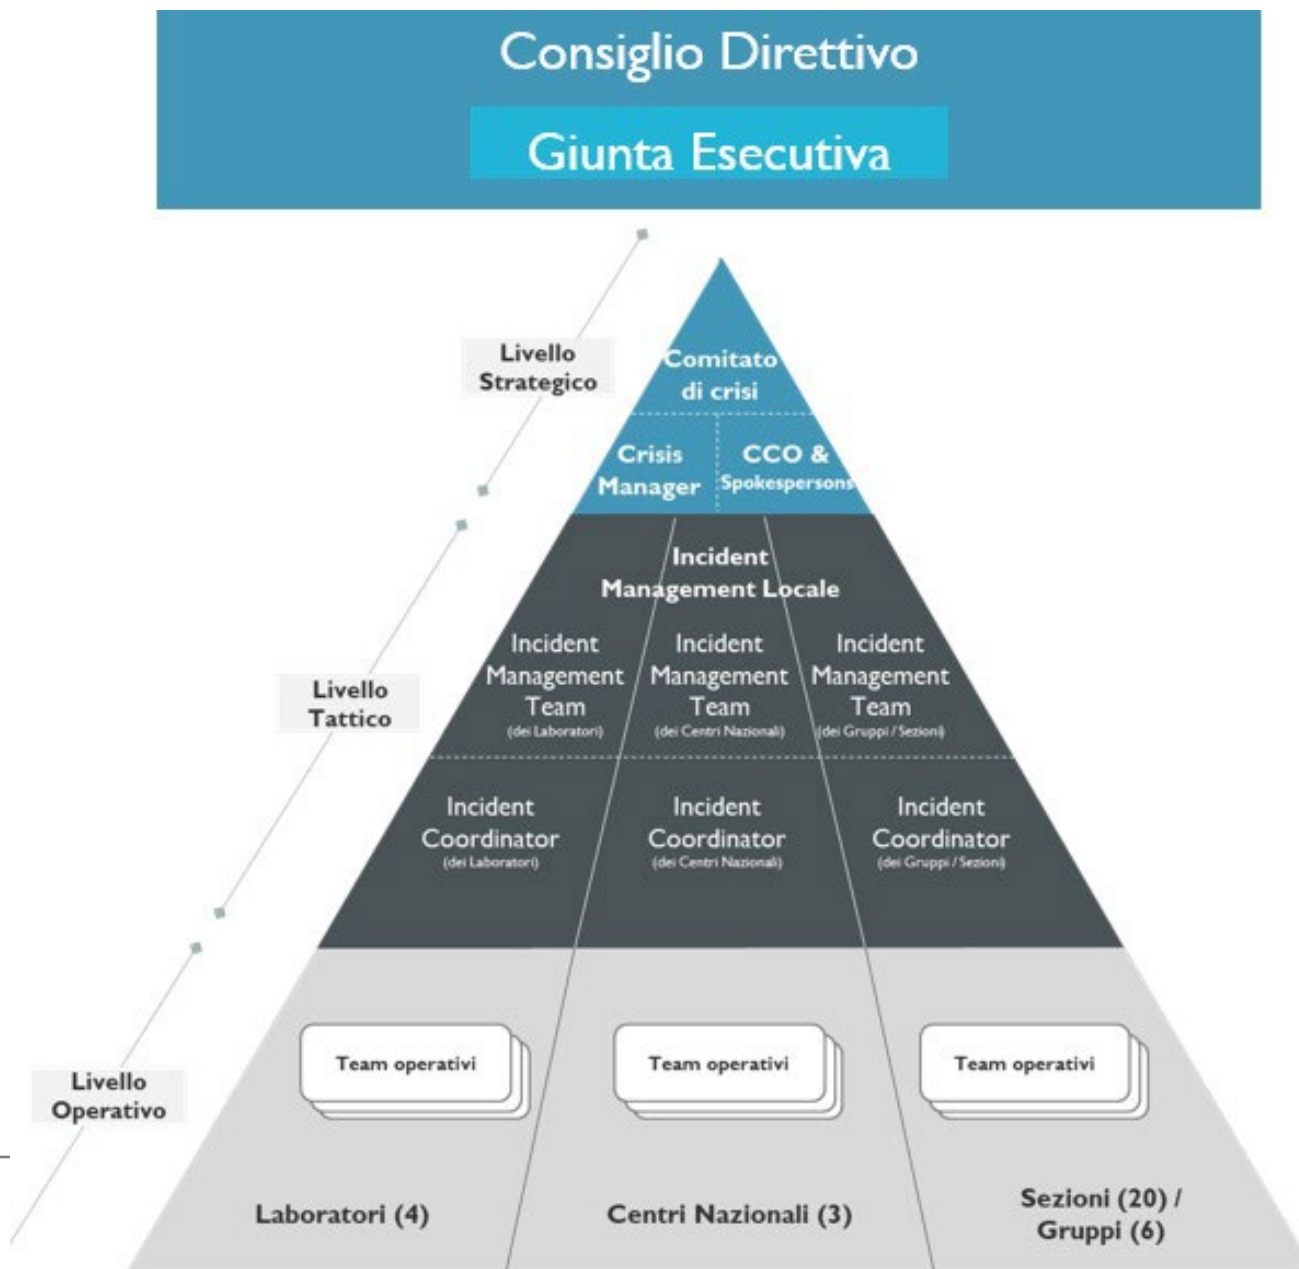 Consiglio Direttivo
Giunta Esecutiva
Livello
Strategico
Comitato
di crisi
Crisis
Manager
CCO &
Spokespersons
Incident
Management Locale
Livello
Tattico
Incident
Management
Team
(dei Laboratori)
Incident
Management
Team
(dei Centri Nazionali)
Incident
Management
Team
(dei Gruppi / Sezioni)
Incident
Coordinator
(dei Laboratori)
Incident
Coordinator
(dei Centri Nazionali)
Incident
Coordinator
(dei Gruppi / Sezioni)
Livello
Operativo
Team operativi
Team operativi
Team operativi
Laboratori (4)
Centri Nazionali (3)
Sezioni (20) /
Gruppi (6)